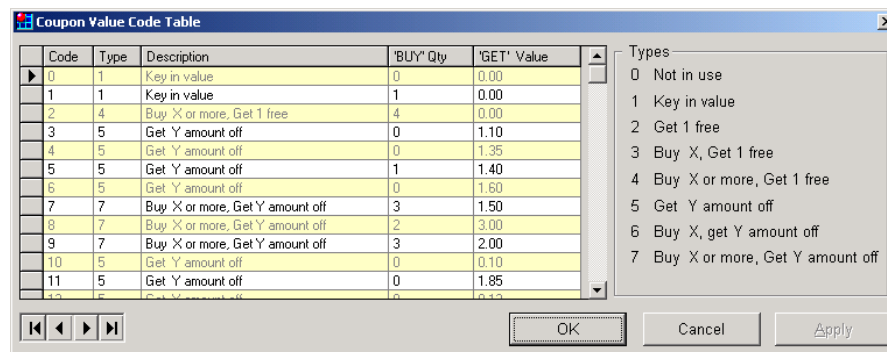 Coupon Value Code Table
Code Type Description 'BUY' Qty 'GET' Value
0 1 Key in value 0 0.00
1 1 Key in value 1 0.00
2 4 Buy X or more, Get 1 free 4 0.00
3 5 Get Y amount off 0 1.10
4 5 Get Y amount off 0 1.35
5 5 Get Y amount off 1 1.40
6 5 Get Y amount off 0 1.60
7 7 Buy X or more, Get Y amount off 3 1.50
8 7 Buy X or more, Get Y amount off 2 3.00
9 7 Buy X or more, Get Y amount off 3 2.00
10 5 Get Y amount off 0 0.10
11 5 Get Y amount off 0 1.85
12 5 Get Y amount off 0 0.12
Types
0 Not in use
1 Key in value
2 Get 1 free
3 Buy X, Get 1 free
4 Buy X or more, Get 1 free
5 Get Y amount off
6 Buy X, get Y amount off
7 Buy X or more, Get Y amount off
OK Cancel Apply